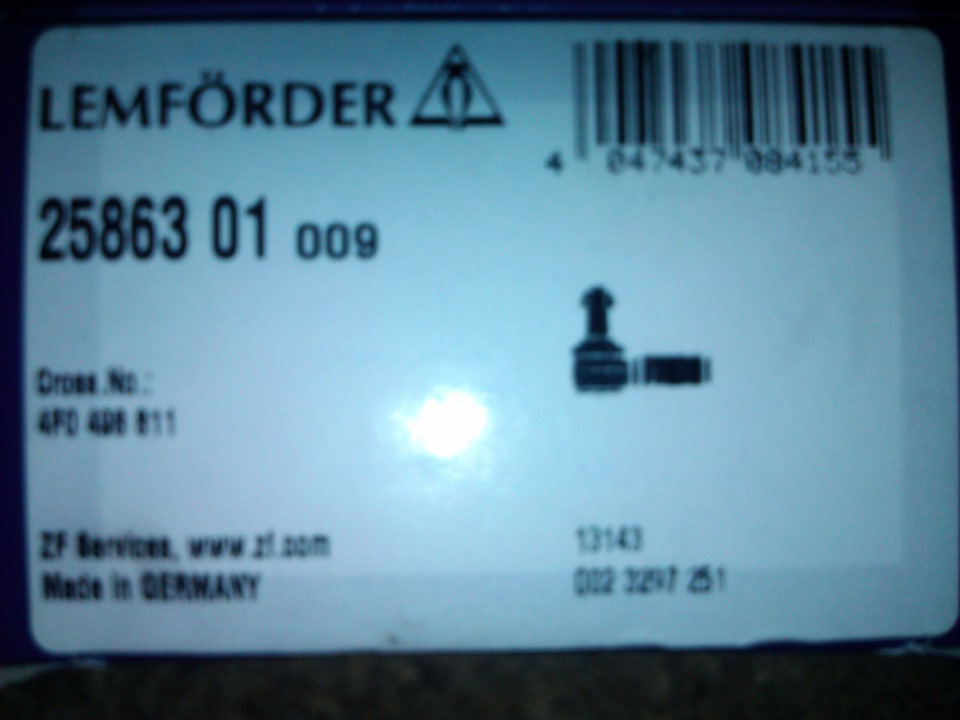 LEMFÖRDER
4 047437 084155
25863 01 009
Cross.No.:
4F0 498 811
ZF Services, www.zf.com
Made in GERMANY
13143
002 3297 251